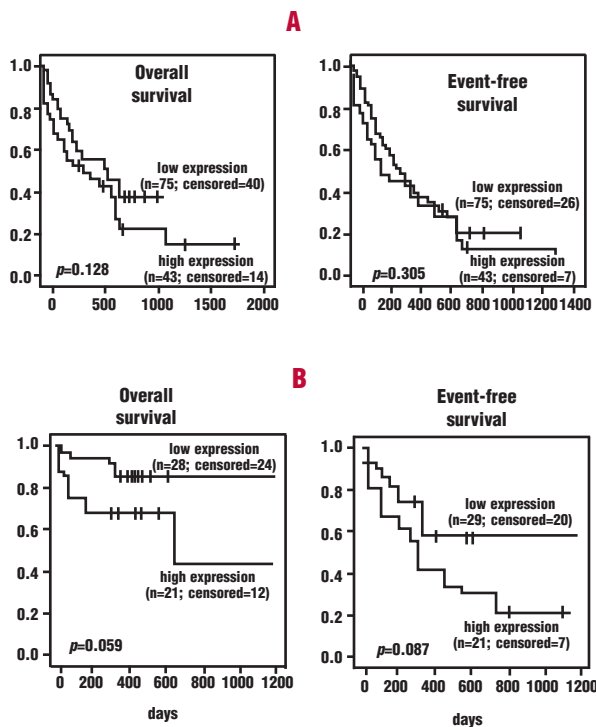 A
Overall
survival
1.0
0.8
0.6
0.4
0.2
0.0
low expression
(n=75; censored=40)
high expression
(n=43; censored=14)
p=0.128
0 500 1000 1500 2000
Event-free
survival
1.0
0.8
0.6
0.4
0.2
0.0
low expression
(n=75; censored=26)
high expression
(n=43; censored=7)
p=0.305
0 200 400 600 800 1000 1200 1400
B
Overall
survival
1.0
0.8
0.6
0.4
0.2
0.0
low expression
(n=28; censored=24)
high expression
(n=21; censored=12)
p=0.059
0 200 400 600 800 1000 1200
days
Event-free
survival
1.0
0.8
0.6
0.4
0.2
0.0
low expression
(n=29; censored=20)
high expression
(n=21; censored=7)
p=0.087
0 200 400 600 800 1000 1200
days